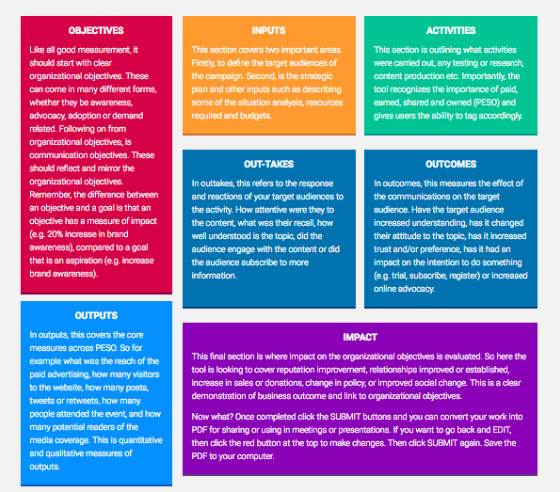 OBJECTIVES
Like all good measurement, it
should start with clear
organizational objectives. These
can come in many different forms,
whether they be awareness,
advocacy, adoption or demand
related. Following on from
organizational objectives, is
communication objectives. These
should reflect and mirror the
organizational objectives.
Remember, the difference between
an objective and a goal is that an
objective has a measure of impact
(e.g. 20% increase in brand
awareness), compared to a goal
that is an aspiration (e.g. increase
brand awareness).
INPUTS
This section covers two important areas.
Firstly, to define the target audiences of
the campaign. Second, is the strategic
plan and other inputs such as describing
some of the situation analysis, resources
required and budgets.
ACTIVITIES
This section is outlining what activities
were carried out, any testing or research,
content production etc. Importantly, the
tool recognizes the importance of paid,
earned, shared and owned (PESO) and
gives users the ability to tag accordingly.
OUT-TAKES
In outtakes, this refers to the response
and reactions of your target audiences to
the activity. How attentive were they to
the content, what was their recall, how
well understood is the topic, did the
audience engage with the content or did
the audience subscribe to more
information.
OUTCOMES
In outcomes, this measures the effect of
the communications on the target
audience. Have the target audience
increased understanding, has it changed
their attitude to the topic, has it increased
trust and/or preference, has it had an
impact on the intention to do something
(e.g. trial, subscribe, register) or increased
online advocacy.
OUTPUTS
In outputs, this covers the core
measures across PESO. So for
example what was the reach of the
paid advertising, how many visitors
to the website, how many posts,
tweets or retweets, how many
people attended the event, and how
many potential readers of the
media coverage. This is quantitative
and qualitative measures of
outputs.
IMPACT
This final section is where impact on the organizational objectives is evaluated. So here the
tool is looking to cover reputation improvement, relationships improved or established,
increase in sales or donations, change in policy, or improved social change. This is a clear
demonstration of business outcome and link to organizational objectives.
Now what? Once completed click the SUBMIT buttons and you can convert your work into
PDF for sharing or using in meetings or presentations. If you want to go back and EDIT,
then click the red button at the top to make changes. Then click SUBMIT again. Save the
PDF to your computer.